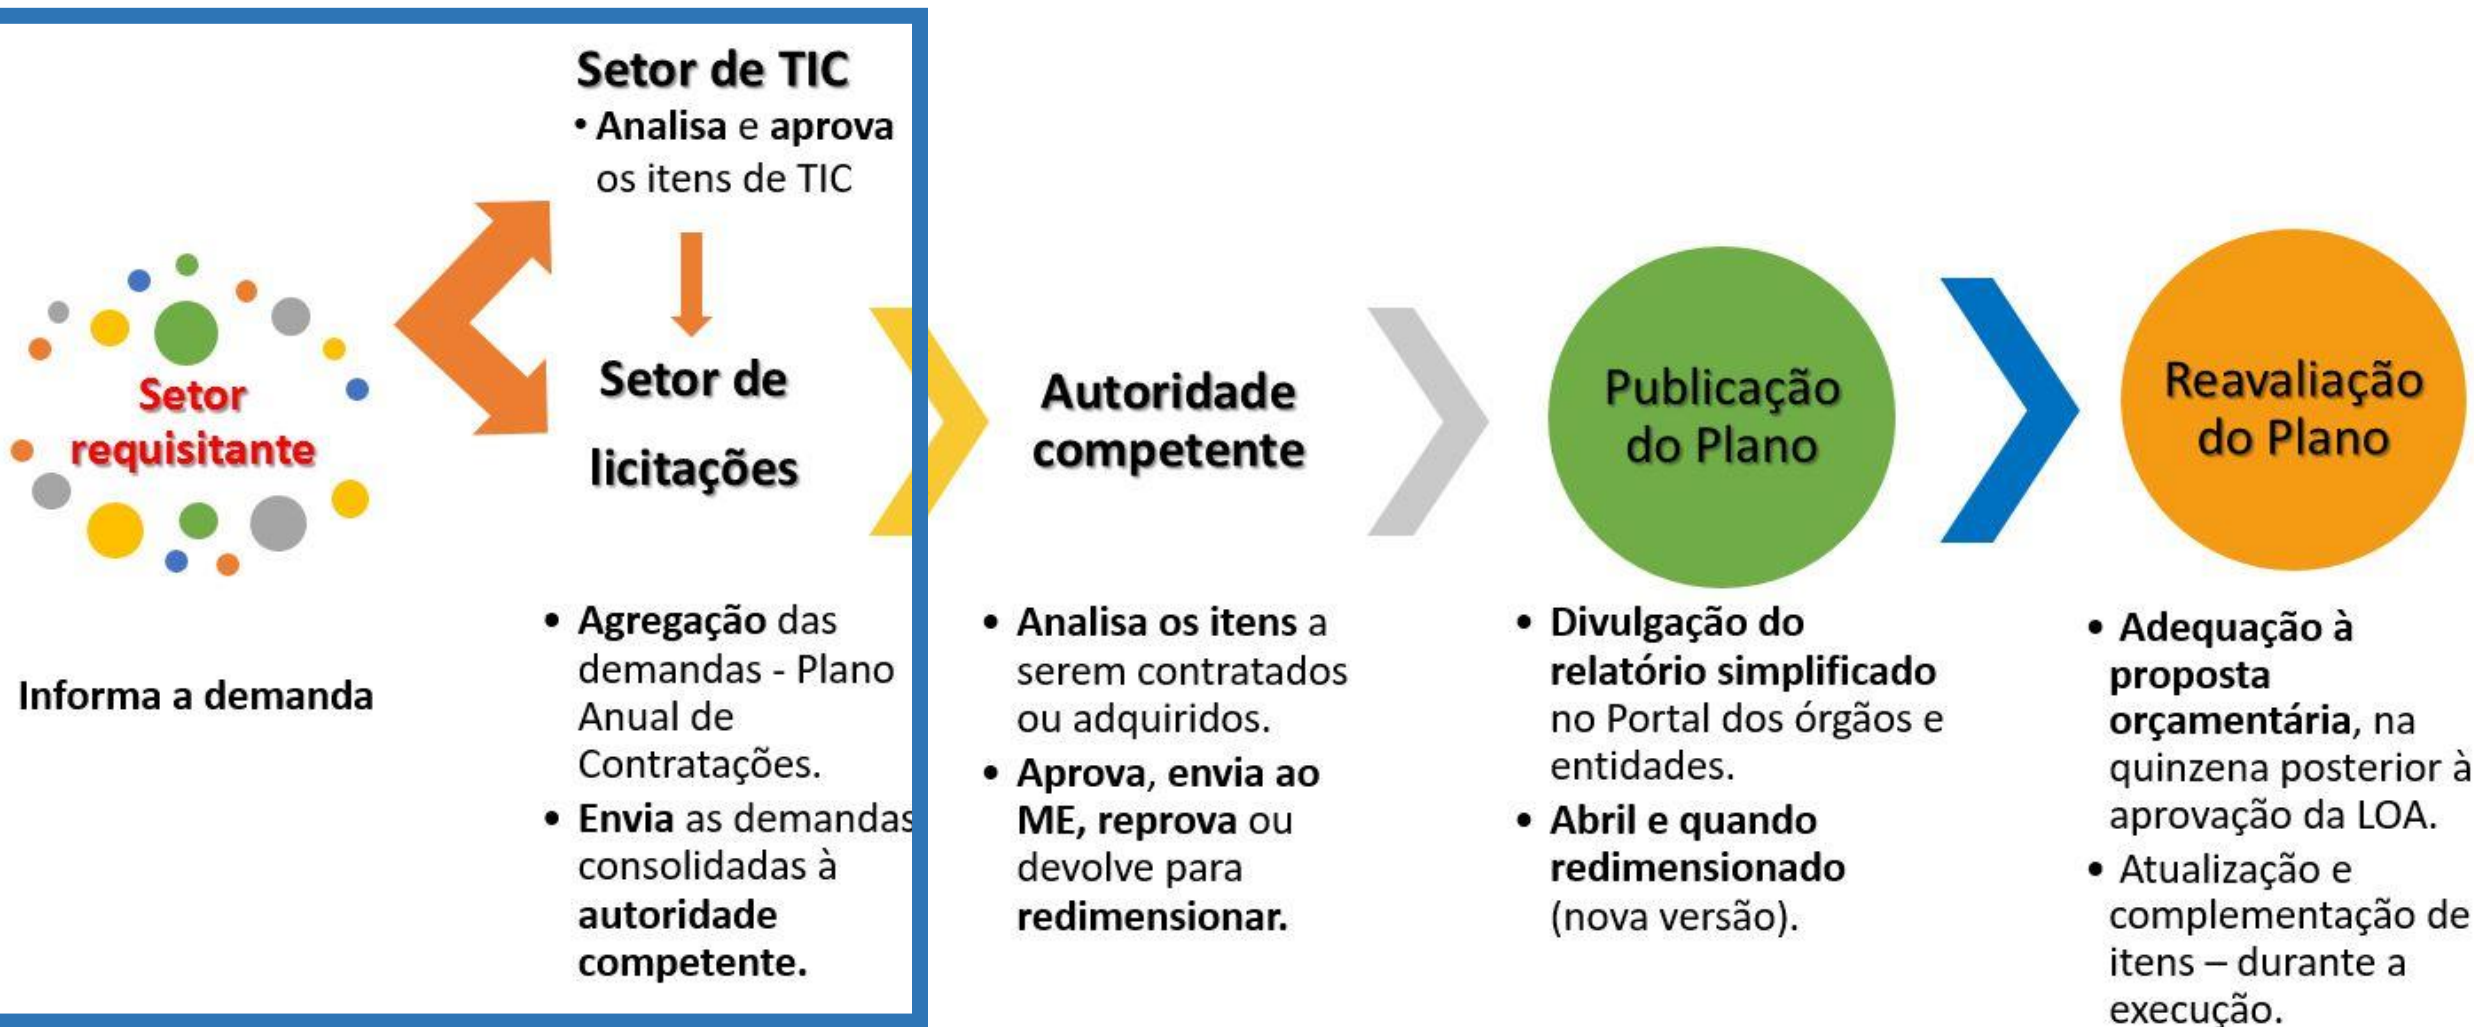 Setor
requisitante
Informa a demanda
Setor de TIC
• Analisa e aprova
os itens de TIC
Setor de
licitações
• Agregação das
demandas - Plano
Anual de
Contratações.
• Envia as demandas
consolidadas à
autoridade
competente.
Autoridade
competente
• Analisa os itens a
serem contratados
ou adquiridos.
• Aprova, envia ao
ME, reprova ou
devolve para
redimensionar.
Publicação
do Plano
• Divulgação do
relatório simplificado
no Portal dos órgãos e
entidades.
• Abril e quando
redimensionado
(nova versão).
Reavaliação
do Plano
• Adequação à
proposta
orçamentária, na
quinzena posterior à
aprovação da LOA.
• Atualização e
complementação de
itens – durante a
execução.